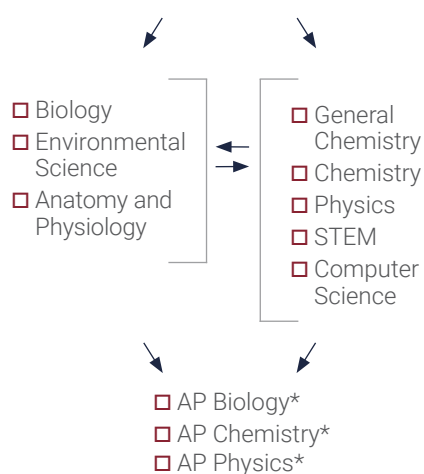 Biology
Environmental
Science
Anatomy and
Physiology
General
Chemistry
Chemistry
Physics
STEM
Computer
Science
AP Biology*
AP Chemistry*
AP Physics*